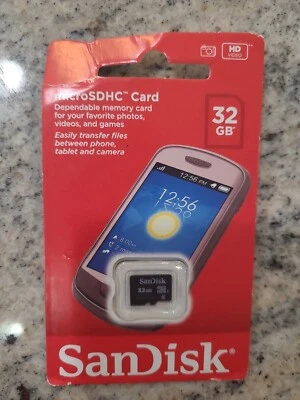 HD
VIDEO
microSDHC™ Card
Dependable memory card
for your favorite photos,
videos, and games
Easily transfer files
between phone,
tablet and camera
32
GB*
12:56 PM
12:56
SanDisk
32GB
SanDisk®